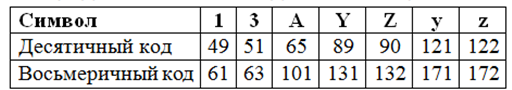 Символ 1 3 A Y Z y z
Десятичный код 49 51 65 89 90 121 122
Восьмеричный код 61 63 101 131 132 171 172